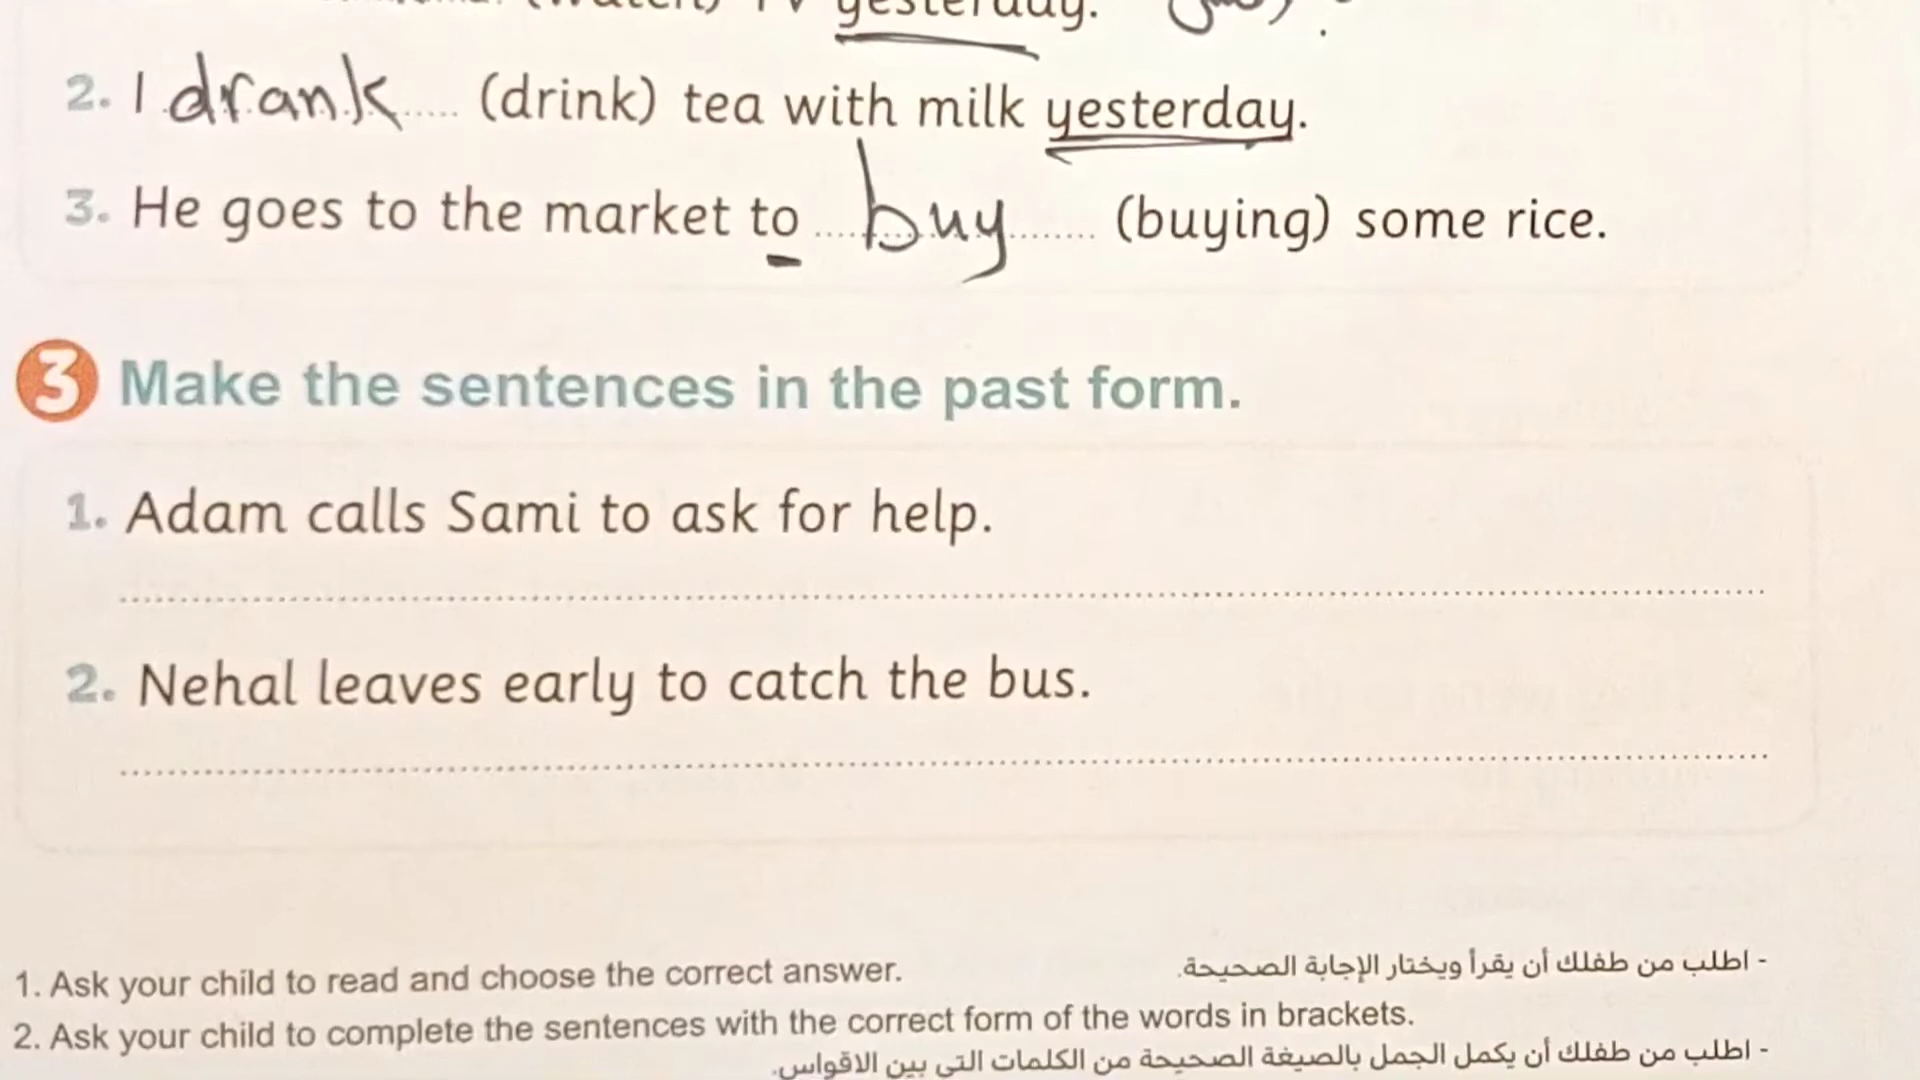 (watch) TV yesterday.
2. I drank (drink) tea with milk yesterday.
3. He goes to the market to buy (buying) some rice.
3 Make the sentences in the past form.
1. Adam calls Sami to ask for help.
2. Nehal leaves early to catch the bus.
1. Ask your child to read and choose the correct answer.
- اطلب من طفلك أن يقرأ ويختار الإجابة الصحيحة.
2. Ask your child to complete the sentences with the correct form of the words in brackets.
- اطلب من طفلك أن يكمل الجمل بالصيغة الصحيحة من الكلمات التى بين الاقواس.